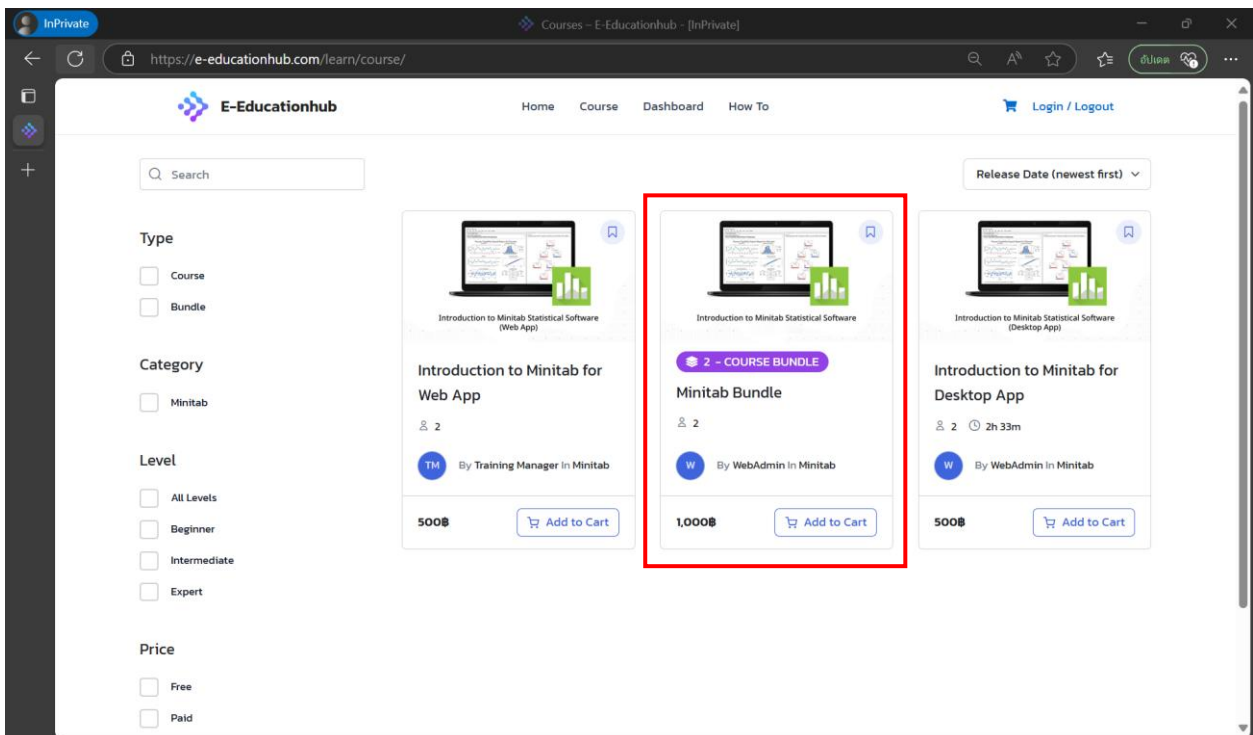 InPrivate
Courses – E-Educationhub - [InPrivate]
https://e-educationhub.com/learn/course/
อัปเดต
E-Educationhub
Home
Course
Dashboard
How To
Login / Logout
Search
Release Date (newest first)
Type
Course
Bundle
Category
Minitab
Level
All Levels
Beginner
Intermediate
Expert
Price
Free
Paid
Introduction to Minitab Statistical Software
(Web App)
Introduction to Minitab for
Web App
2
TM
By Training Manager In Minitab
500฿
Add to Cart
Introduction to Minitab Statistical Software
2 - COURSE BUNDLE
Minitab Bundle
2
W
By WebAdmin In Minitab
1,000฿
Add to Cart
Introduction to Minitab Statistical Software
(Desktop App)
Introduction to Minitab for
Desktop App
2
2h 33m
W
By WebAdmin In Minitab
500฿
Add to Cart